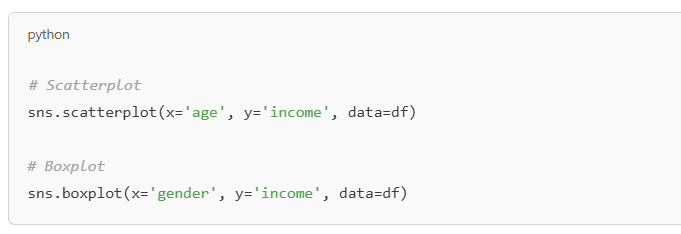 python
# Scatterplot
sns.scatterplot(x='age', y='income', data=df)
# Boxplot
sns.boxplot(x='gender', y='income', data=df)